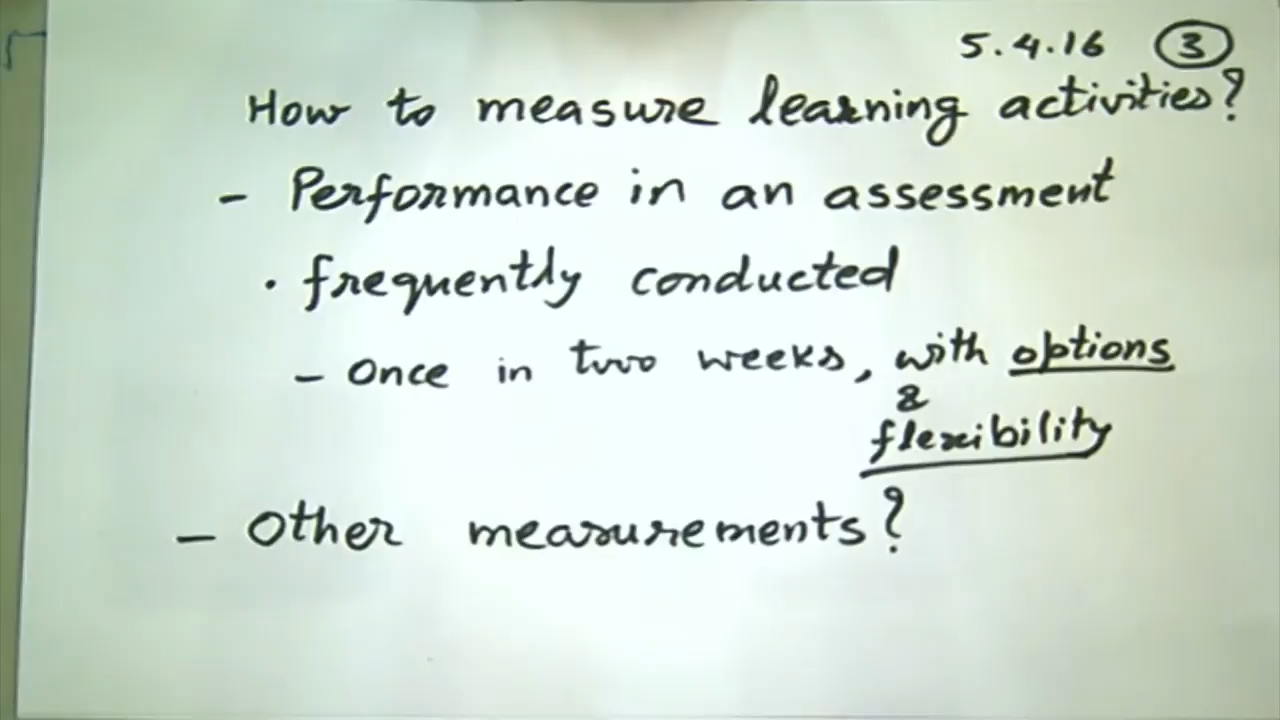 5.4.16 3
How to measure learning activities?
- Performance in an assessment
• frequently conducted
- Once in two weeks, with options
&
flexibility
- Other measurements?